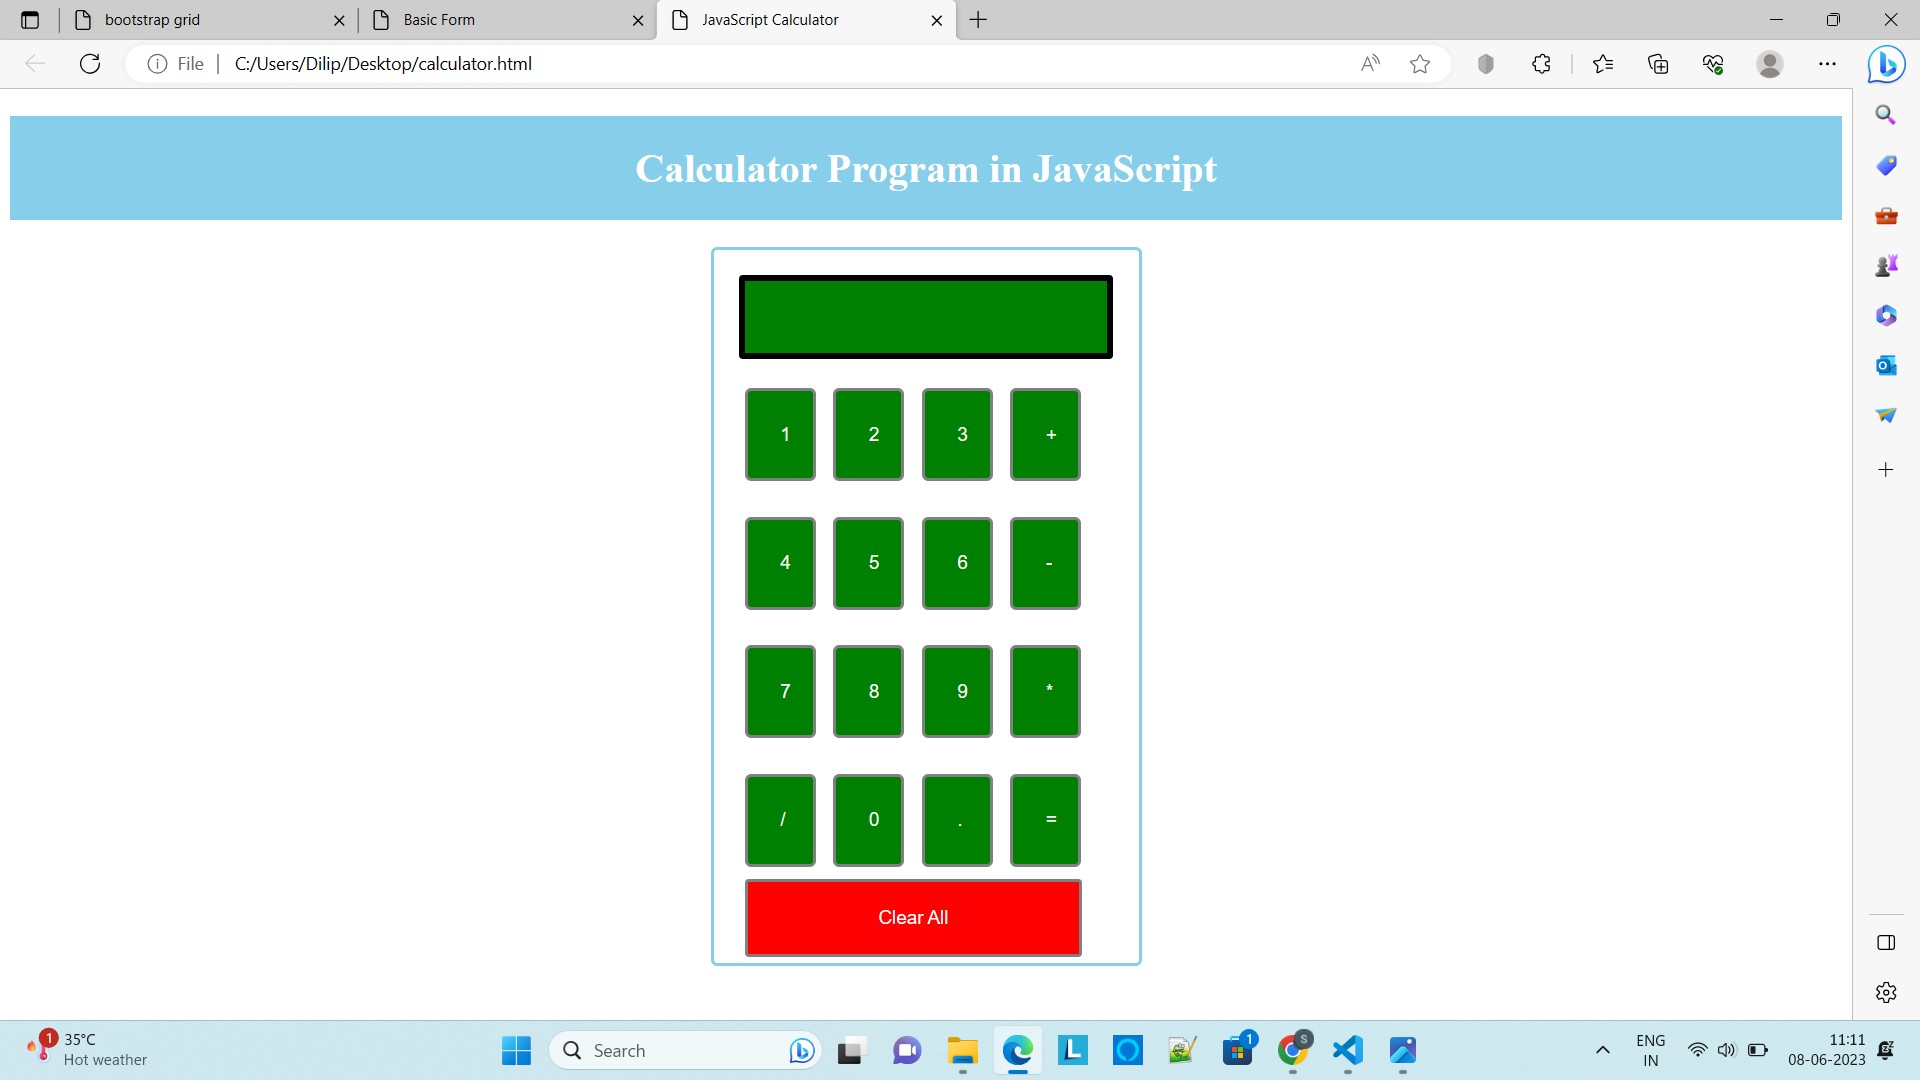 bootstrap grid
Basic Form
JavaScript Calculator
File
C:/Users/Dilip/Desktop/calculator.html
Calculator Program in JavaScript
1 2 3 +
4 5 6 -
7 8 9 *
/ 0 . =
Clear All
1
35°C
Hot weather
Search
L
1
S
ENG
IN
11:11
08-06-2023